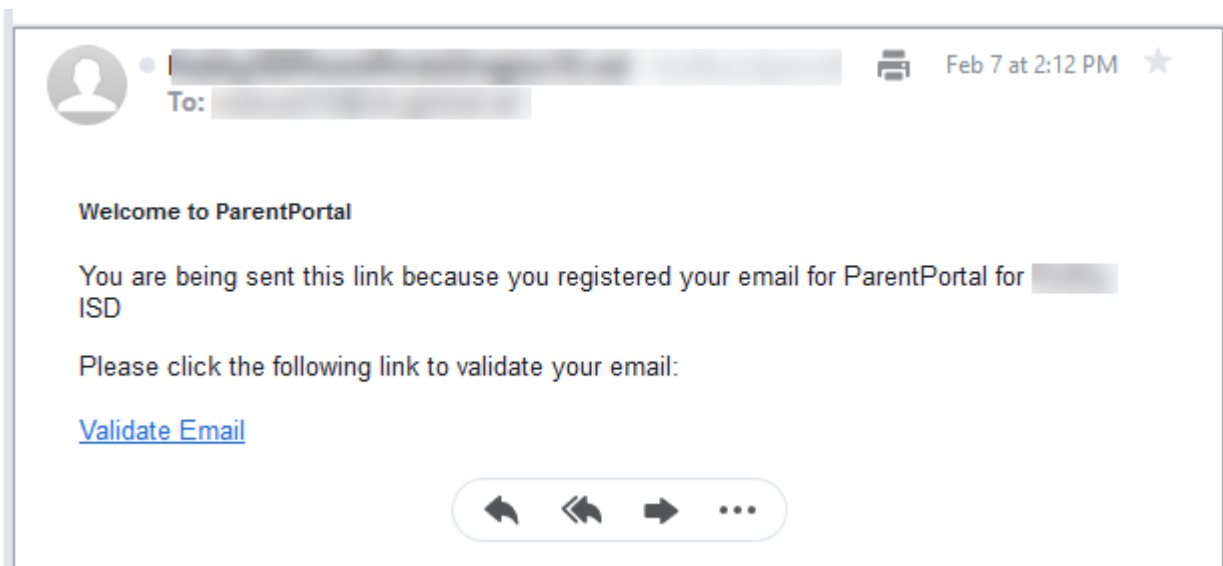 Feb 7 at 2:12 PM
To:
Welcome to ParentPortal
You are being sent this link because you registered your email for ParentPortal for
ISD
Please click the following link to validate your email:
Validate Email